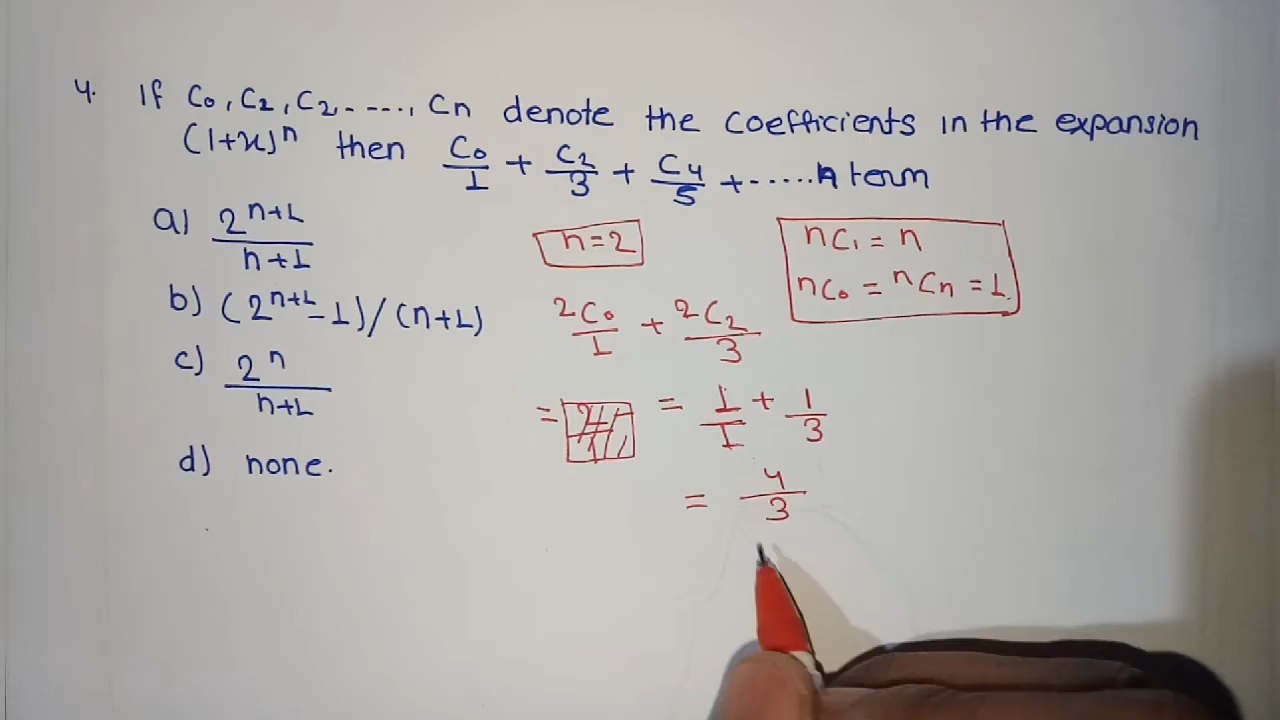 4. If C₀, C₂, C₂-----, Cn denote the coefficients in the expansion
(1+x)ⁿ then C₀/1 + C₂/3 + C₄/5 +------n term
a) 2ⁿ⁺¹/n+1
b) (2ⁿ⁺¹-1)/(n+1)
c) 2ⁿ/n+1
d) none.
n=2
²C₀/1 + ²C₂/3
= = 1/1 + 1/3
= 4/3
nC₁ = n
nC₀ = ⁿCn = 1.